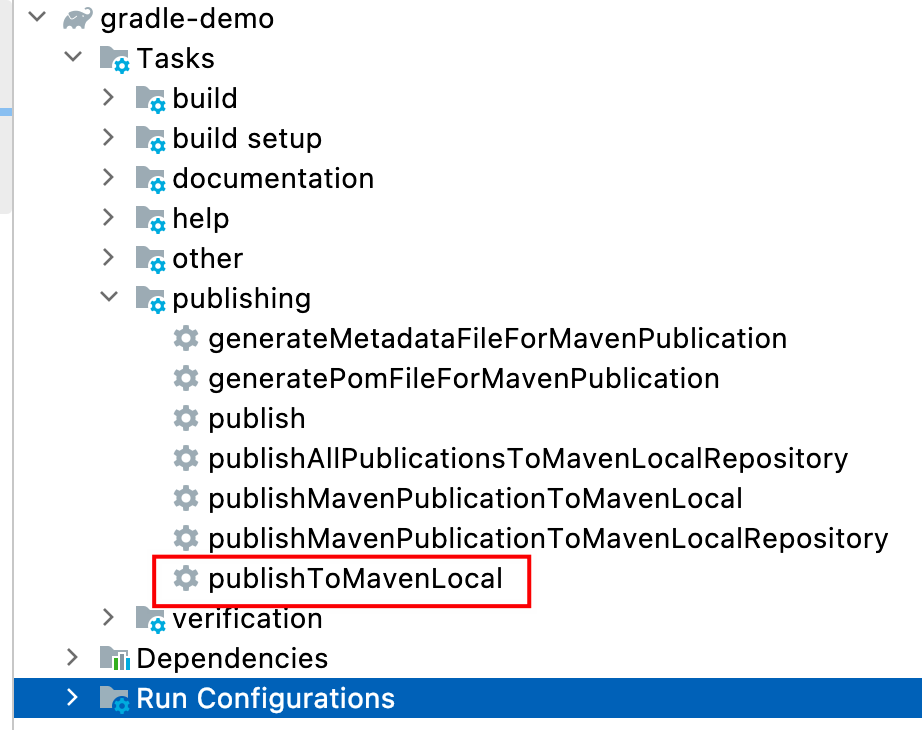 gradle-demo
Tasks
build
build setup
documentation
help
other
publishing
generateMetadataFileForMavenPublication
generatePomFileForMavenPublication
publish
publishAllPublicationsToMavenLocalRepository
publishMavenPublicationToMavenLocal
publishMavenPublicationToMavenLocalRepository
publishToMavenLocal
verification
Dependencies
Run Configurations